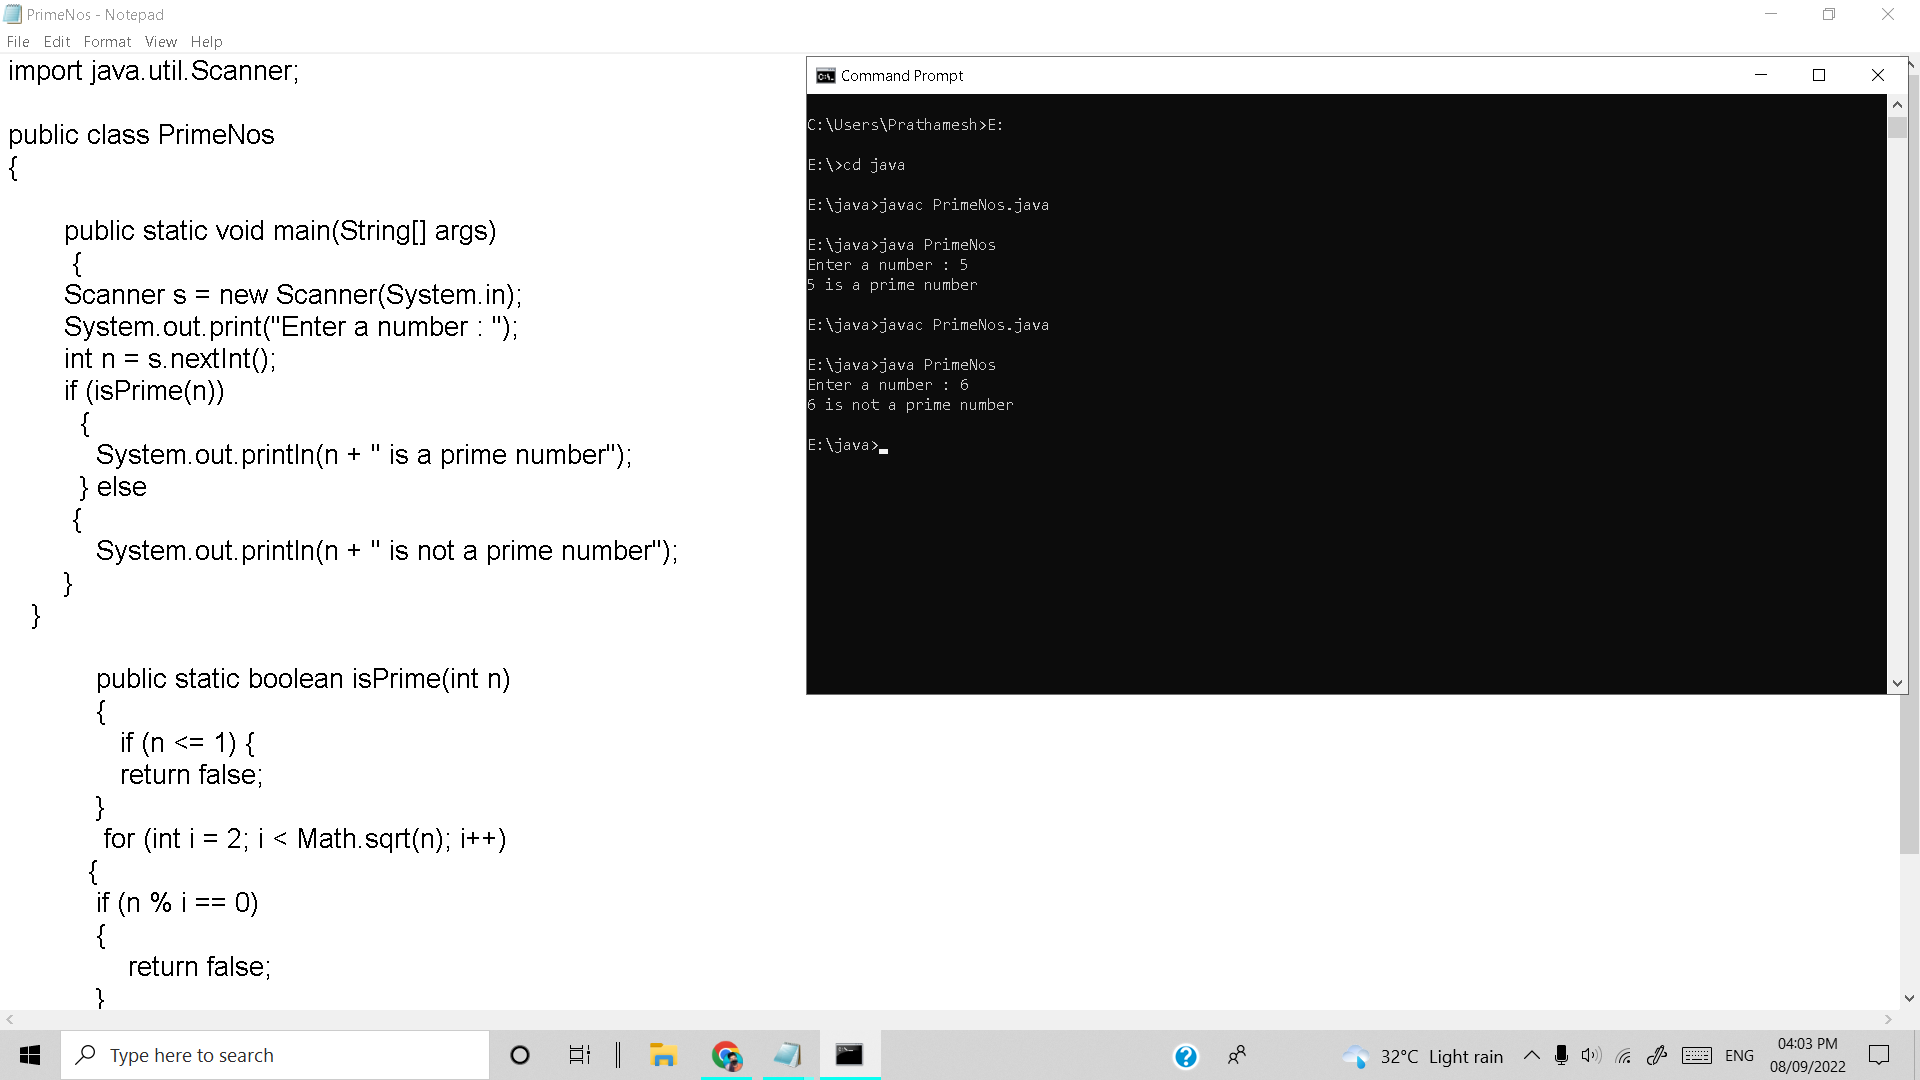 PrimeNos - Notepad
File Edit Format View Help
import java.util.Scanner;
public class PrimeNos
{
public static void main(String[] args)
{
Scanner s = new Scanner(System.in);
System.out.print("Enter a number : ");
int n = s.nextInt();
if (isPrime(n))
{
System.out.println(n + " is a prime number");
} else
{
System.out.println(n + " is not a prime number");
}
}
public static boolean isPrime(int n)
{
if (n <= 1) {
return false;
}
for (int i = 2; i < Math.sqrt(n); i++)
{
if (n % i == 0)
{
return false;
}
Command Prompt
C:\Users\Prathamesh>E:
E:\>cd java
E:\java>javac PrimeNos.java
E:\java>java PrimeNos
Enter a number : 5
5 is a prime number
E:\java>javac PrimeNos.java
E:\java>java PrimeNos
Enter a number : 6
6 is not a prime number
E:\java>
Type here to search
32°C Light rain
ENG
04:03 PM
08/09/2022